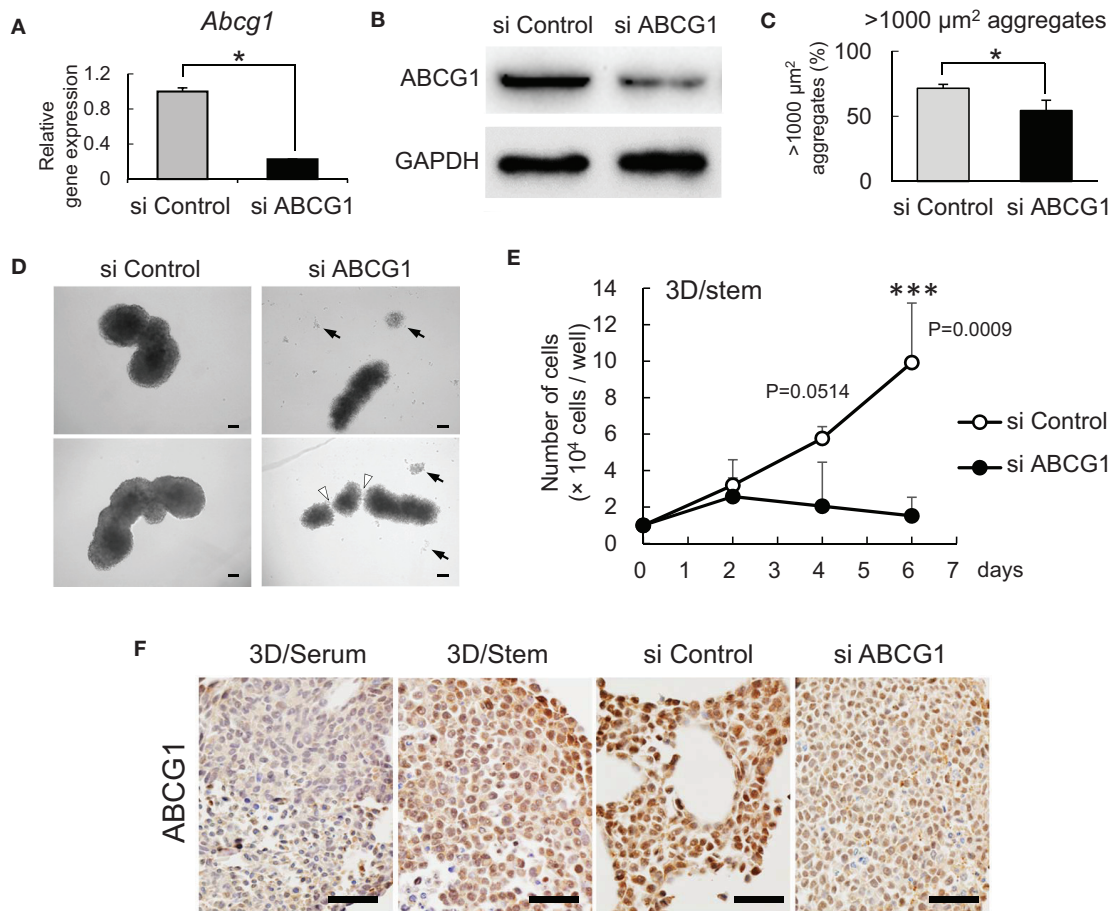 A
Abcg1
*
Relative
gene expression
1.2
0.8
0.4
0
si Control
si ABCG1
B
si Control
si ABCG1
ABCG1
GAPDH
C
>1000 µm² aggregates
*
>1000 µm²
aggregates (%)
100
50
0
si Control
si ABCG1
D
si Control
si ABCG1
E
3D/stem
Number of cells
(× 10⁴ cells / well)
14
12
10
8
6
4
2
0
***
P=0.0009
P=0.0514
si Control
si ABCG1
0 1 2 3 4 5 6 7 days
F
3D/Serum
3D/Stem
si Control
si ABCG1
ABCG1